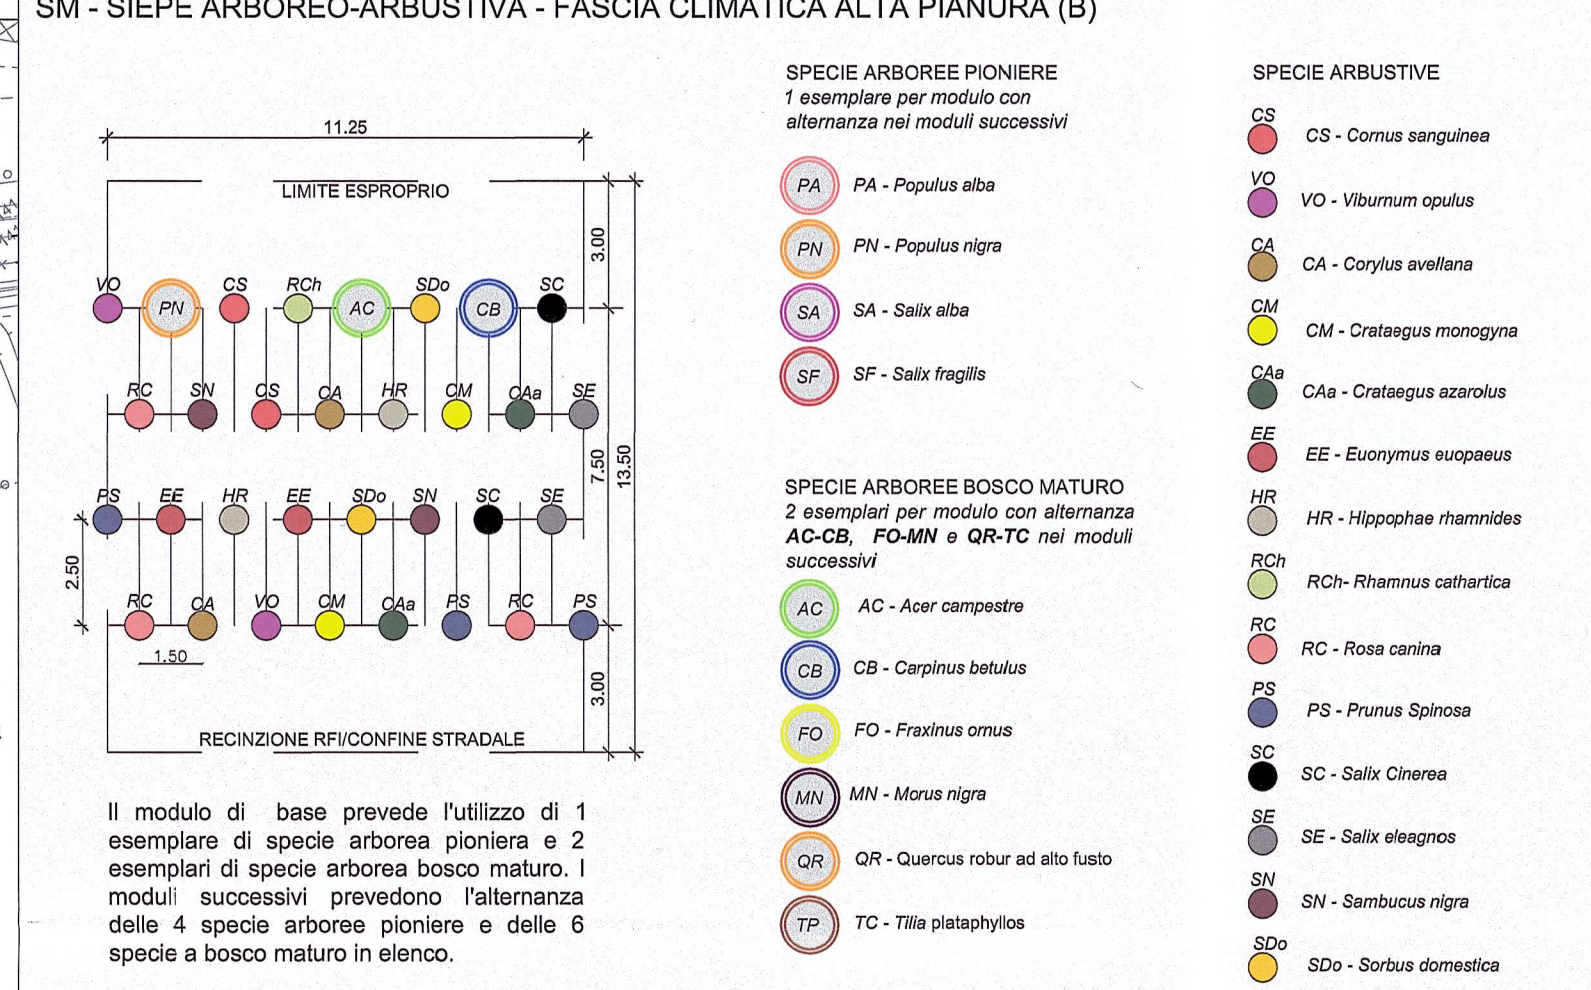 SM - SIEPE ARBOREO-ARBUSTIVA - FASCIA CLIMATICA ALTA PIANURA (B)
11.25
LIMITE ESPROPRIO
3.00
VO PN CS RCh AC SDo CB SC
RC SN CS CA HR CM CAa SE
7.50
13.50
PS EE HR EE SDo SN SC SE
2.50
RC CA VO CM CAa PS RC PS
1.50
3.00
RECINZIONE RFI/CONFINE STRADALE
Il modulo di base prevede l'utilizzo di 1
esemplare di specie arborea pioniera e 2
esemplari di specie arborea bosco maturo. I
moduli successivi prevedono l'alternanza
delle 4 specie arboree pioniere e delle 6
specie a bosco maturo in elenco.
SPECIE ARBOREE PIONIERE
1 esemplare per modulo con
alternanza nei moduli successivi
PA PA - Populus alba
PN PN - Populus nigra
SA SA - Salix alba
SF SF - Salix fragilis
SPECIE ARBOREE BOSCO MATURO
2 esemplari per modulo con alternanza
AC-CB, FO-MN e QR-TC nei moduli
successivi
AC AC - Acer campestre
CB CB - Carpinus betulus
FO FO - Fraxinus ornus
MN MN - Morus nigra
QR QR - Quercus robur ad alto fusto
TP TC - Tilia plataphyllos
SPECIE ARBUSTIVE
CS
CS - Cornus sanguinea
VO
VO - Viburnum opulus
CA
CA - Corylus avellana
CM
CM - Crataegus monogyna
CAa
CAa - Crataegus azarolus
EE
EE - Euonymus euopaeus
HR
HR - Hippophae rhamnides
RCh
RCh- Rhamnus cathartica
RC
RC - Rosa canina
PS
PS - Prunus Spinosa
SC
SC - Salix Cinerea
SE
SE - Salix eleagnos
SN
SN - Sambucus nigra
SDo
SDo - Sorbus domestica